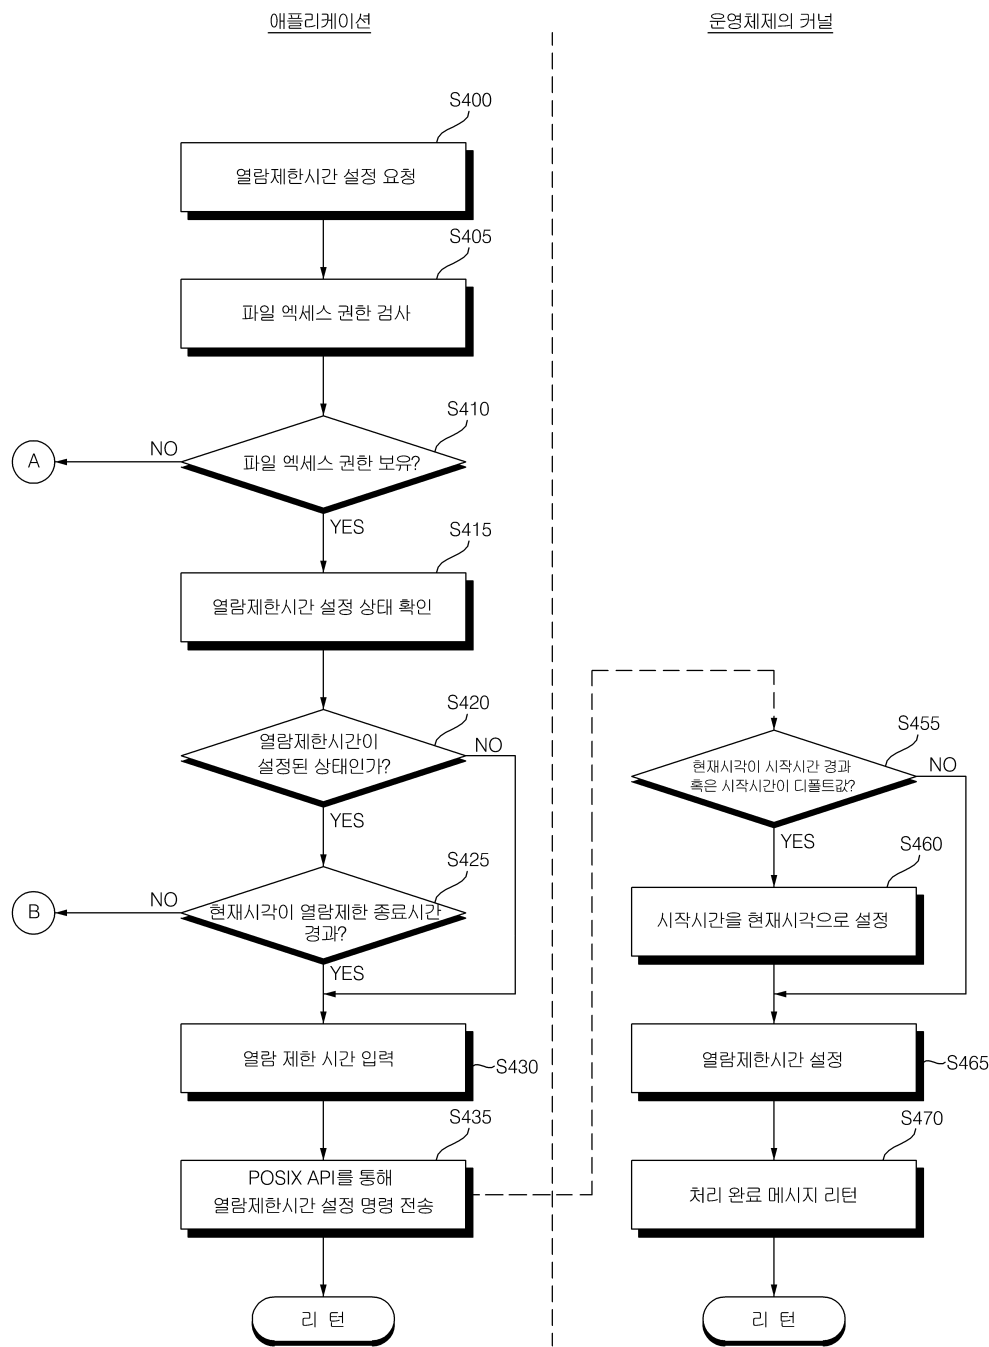 애플리케이션
운영체제의 커널
S400
열람제한시간 설정 요청
S405
파일 엑세스 권한 검사
S410
파일 엑세스 권한 보유?
NO
A
YES
S415
열람제한시간 설정 상태 확인
S420
열람제한시간이
설정된 상태인가?
NO
YES
S425
현재시각이 열람제한 종료시간
경과?
NO
B
YES
열람 제한 시간 입력
S430
S435
POSIX API를 통해
열람제한시간 설정 명령 전송
리 턴
S455
현재시각이 시작시간 경과
혹은 시작시간이 디폴트값?
NO
YES
S460
시작시간을 현재시각으로 설정
열람제한시간 설정
S465
S470
처리 완료 메시지 리턴
리 턴